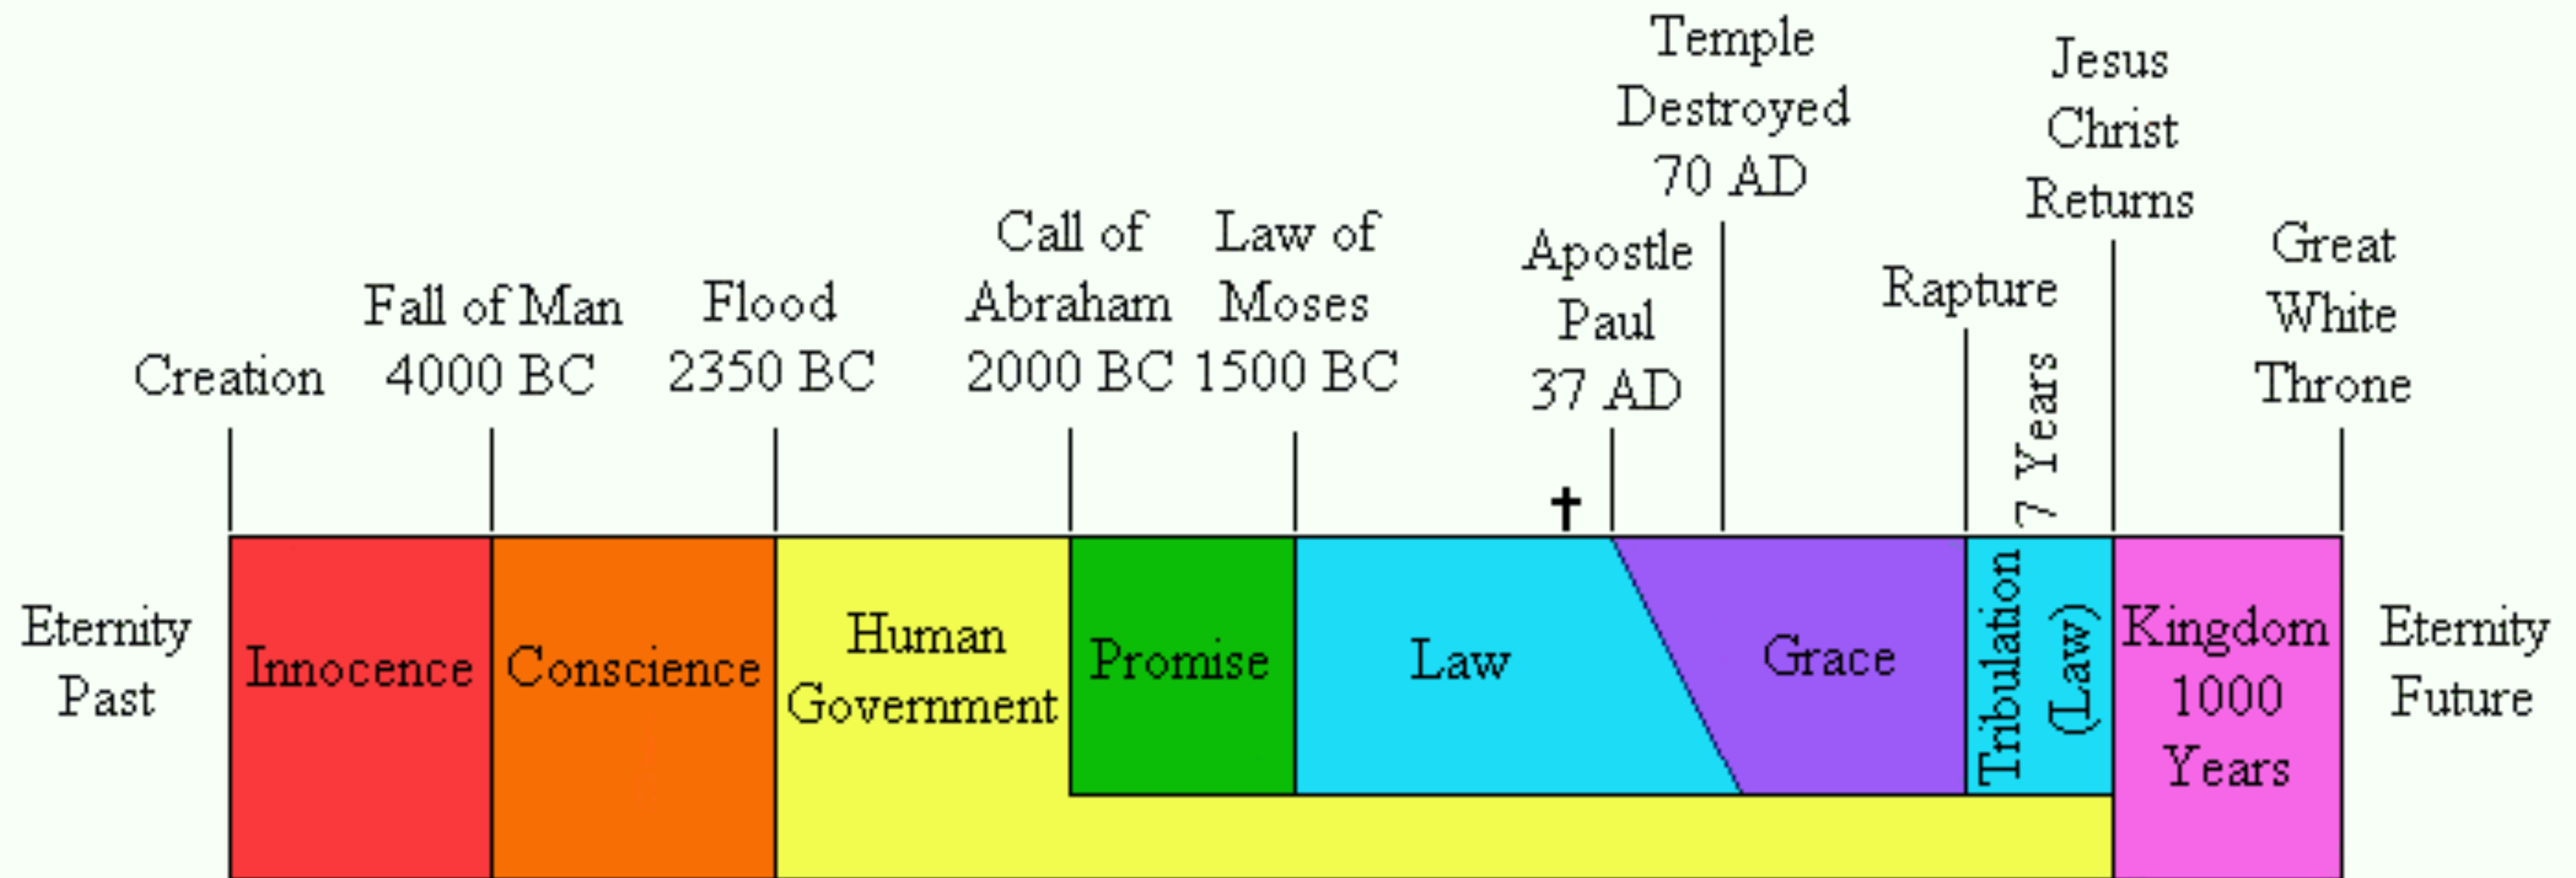 Creation
Fall of Man
4000 BC
Flood
2350 BC
Call of
Abraham
2000 BC
Law of
Moses
1500 BC
Apostle
Paul
37 AD
Temple
Destroyed
70 AD
Rapture
7 Years
Jesus
Christ
Returns
Great
White
Throne
Eternity
Past
Innocence
Conscience
Human
Government
Promise
Law
Grace
Tribulation
(Law)
Kingdom
1000
Years
Eternity
Future